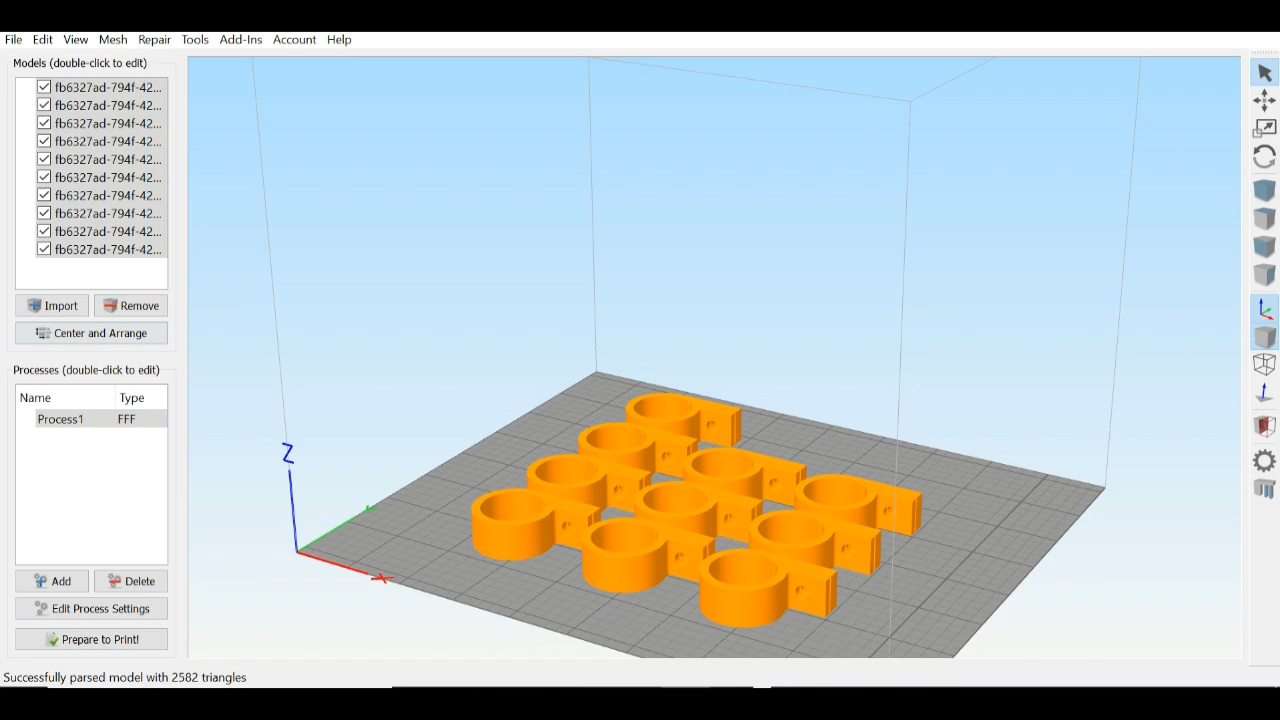 File Edit View Mesh Repair Tools Add-Ins Account Help
Models (double-click to edit)
fb6327ad-794f-42...
fb6327ad-794f-42...
fb6327ad-794f-42...
fb6327ad-794f-42...
fb6327ad-794f-42...
fb6327ad-794f-42...
fb6327ad-794f-42...
fb6327ad-794f-42...
fb6327ad-794f-42...
fb6327ad-794f-42...
Import Remove
Center and Arrange
Processes (double-click to edit)
Name Type
Process1 FFF
Add Delete
Edit Process Settings
Prepare to Print!
Z
X
Successfully parsed model with 2582 triangles